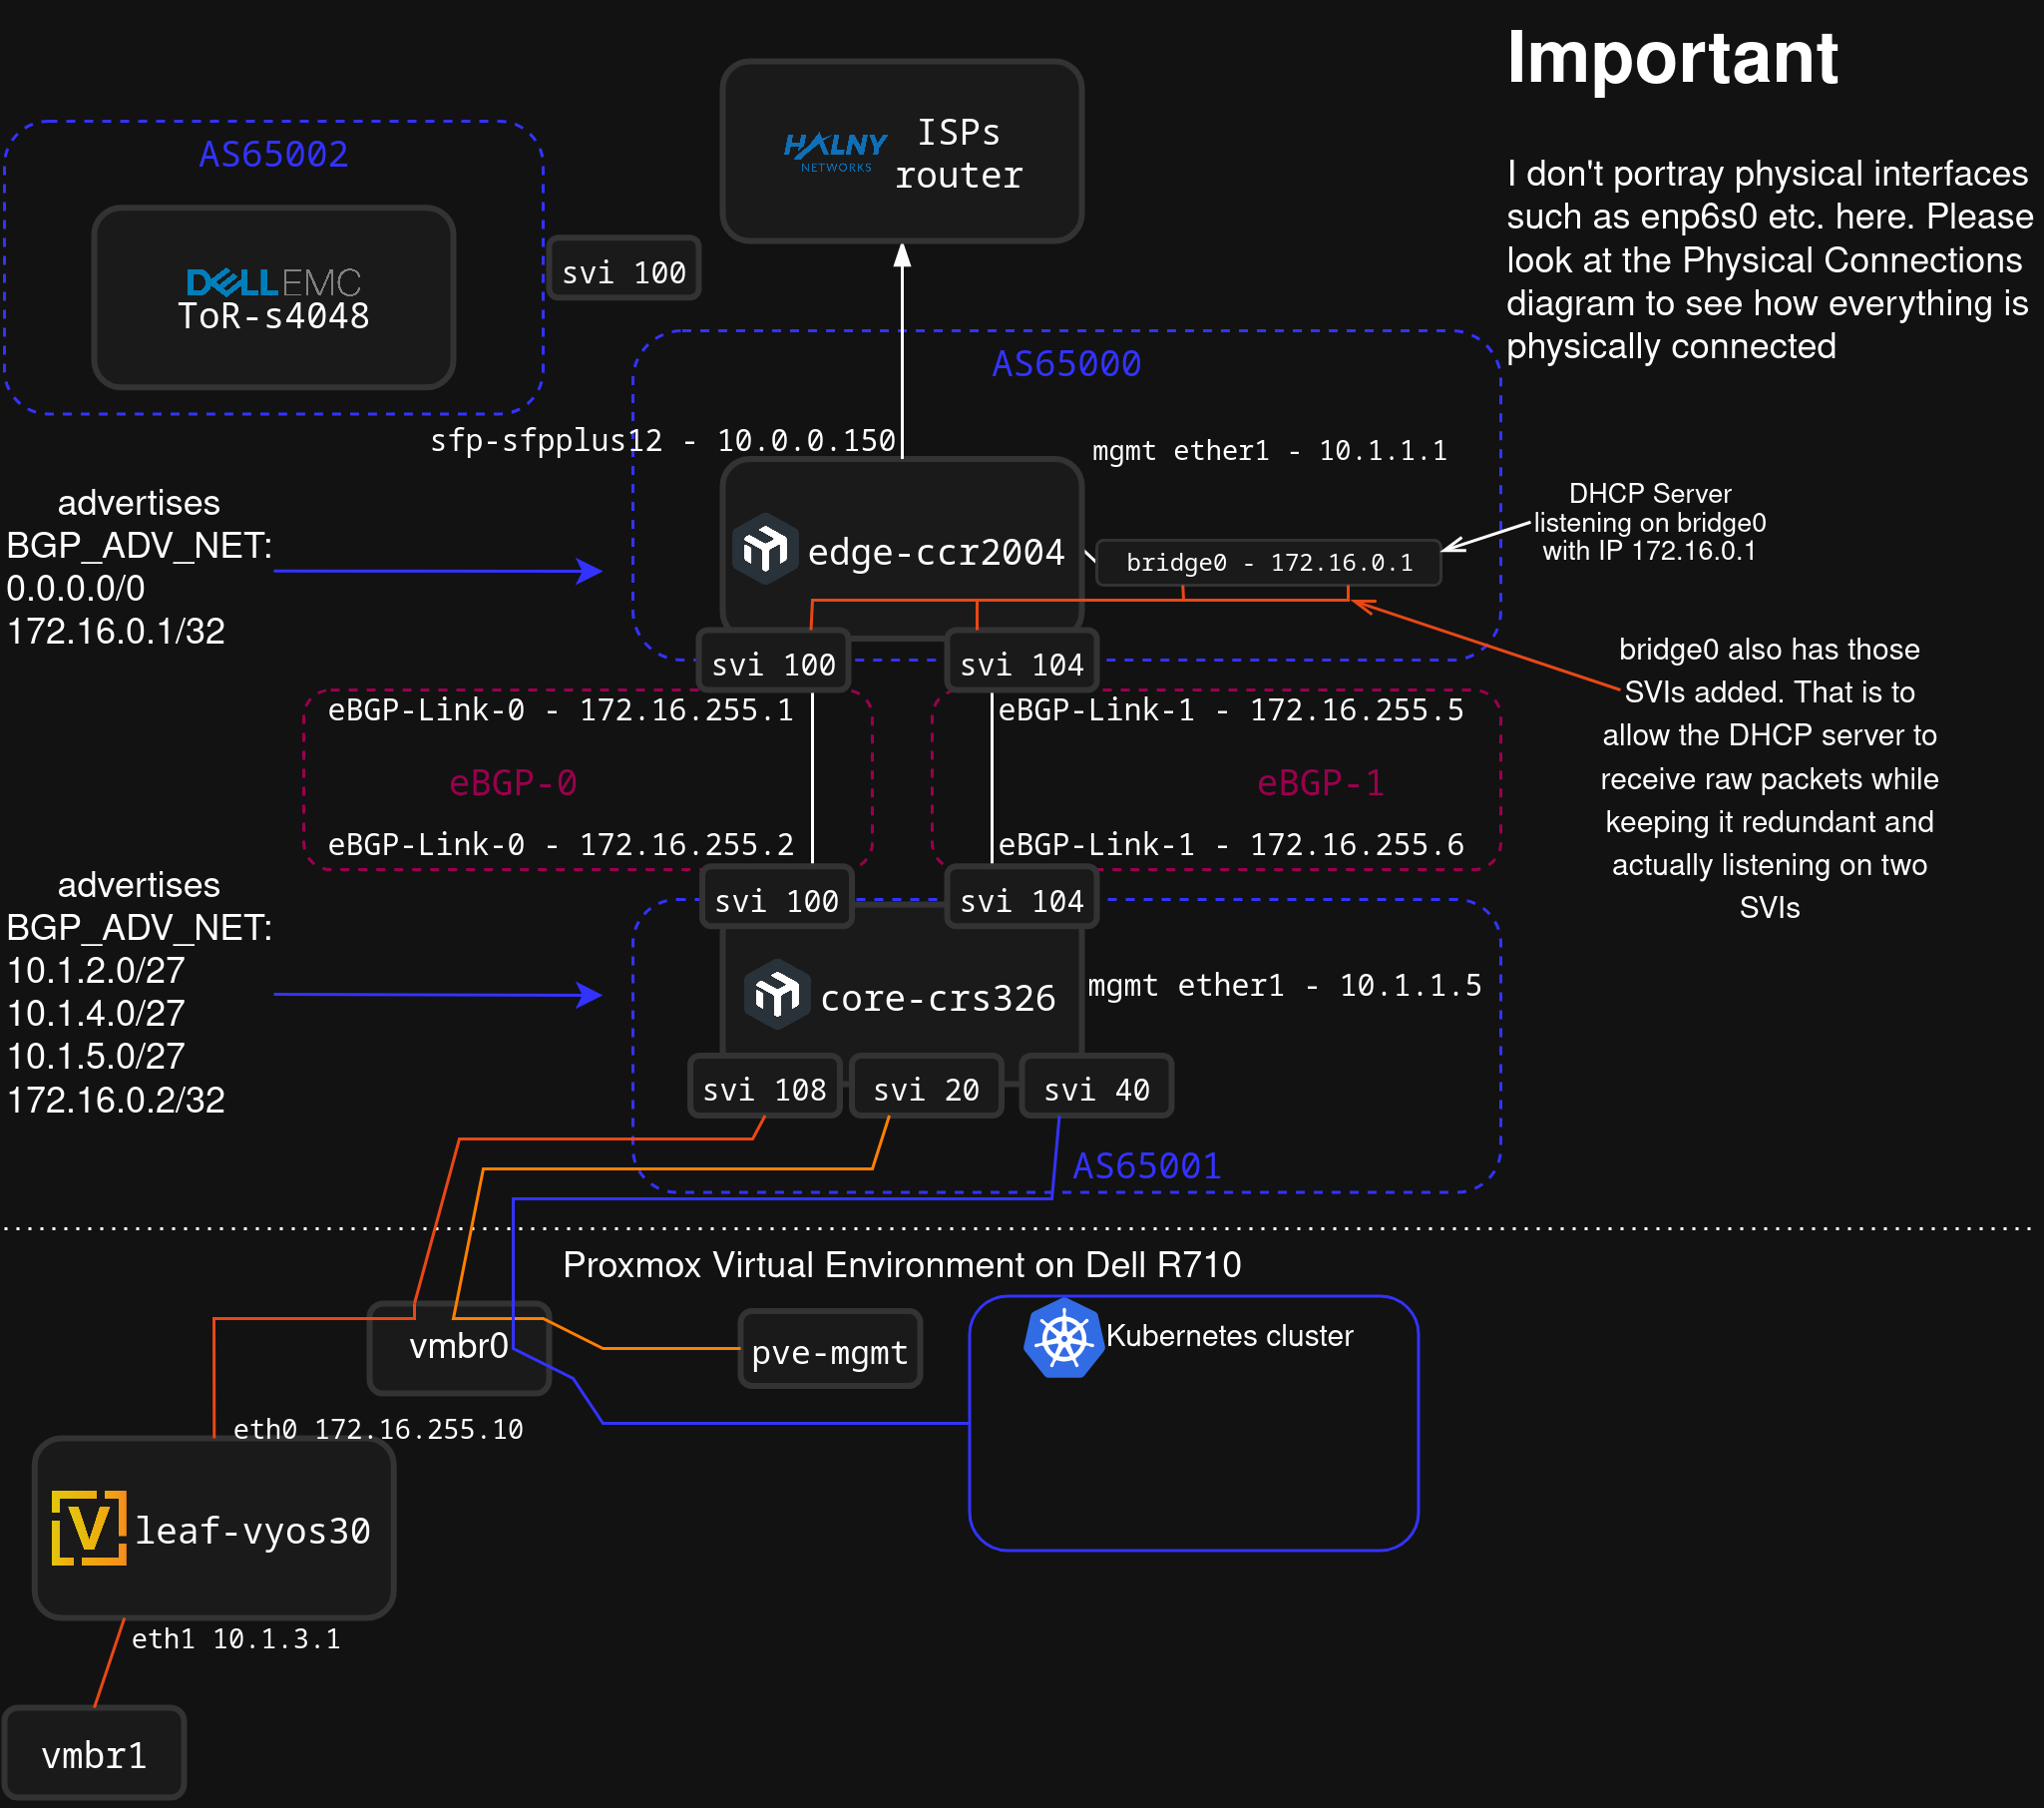 Important
I don't portray physical interfaces
such as enp6s0 etc. here. Please
look at the Physical Connections
diagram to see how everything is
physically connected
HALNY
NETWORKS
ISPs
router
AS65002
DELLEMC
ToR-s4048
svi 100
AS65000
sfp-sfpplus12 - 10.0.0.150
mgmt ether1 - 10.1.1.1
advertises
BGP_ADV_NET:
0.0.0.0/0
172.16.0.1/32
edge-ccr2004
bridge0 - 172.16.0.1
DHCP Server
listening on bridge0
with IP 172.16.0.1
svi 100
svi 104
bridge0 also has those
SVIs added. That is to
allow the DHCP server to
receive raw packets while
keeping it redundant and
actually listening on two
SVIs
eBGP-Link-0 - 172.16.255.1
eBGP-0
eBGP-Link-0 - 172.16.255.2
eBGP-Link-1 - 172.16.255.5
eBGP-1
eBGP-Link-1 - 172.16.255.6
svi 100
svi 104
advertises
BGP_ADV_NET:
10.1.2.0/27
10.1.4.0/27
10.1.5.0/27
172.16.0.2/32
core-crs326
mgmt ether1 - 10.1.1.5
svi 108
svi 20
svi 40
AS65001
Proxmox Virtual Environment on Dell R710
vmbr0
pve-mgmt
Kubernetes cluster
eth0 172.16.255.10
V
leaf-vyos30
eth1 10.1.3.1
vmbr1